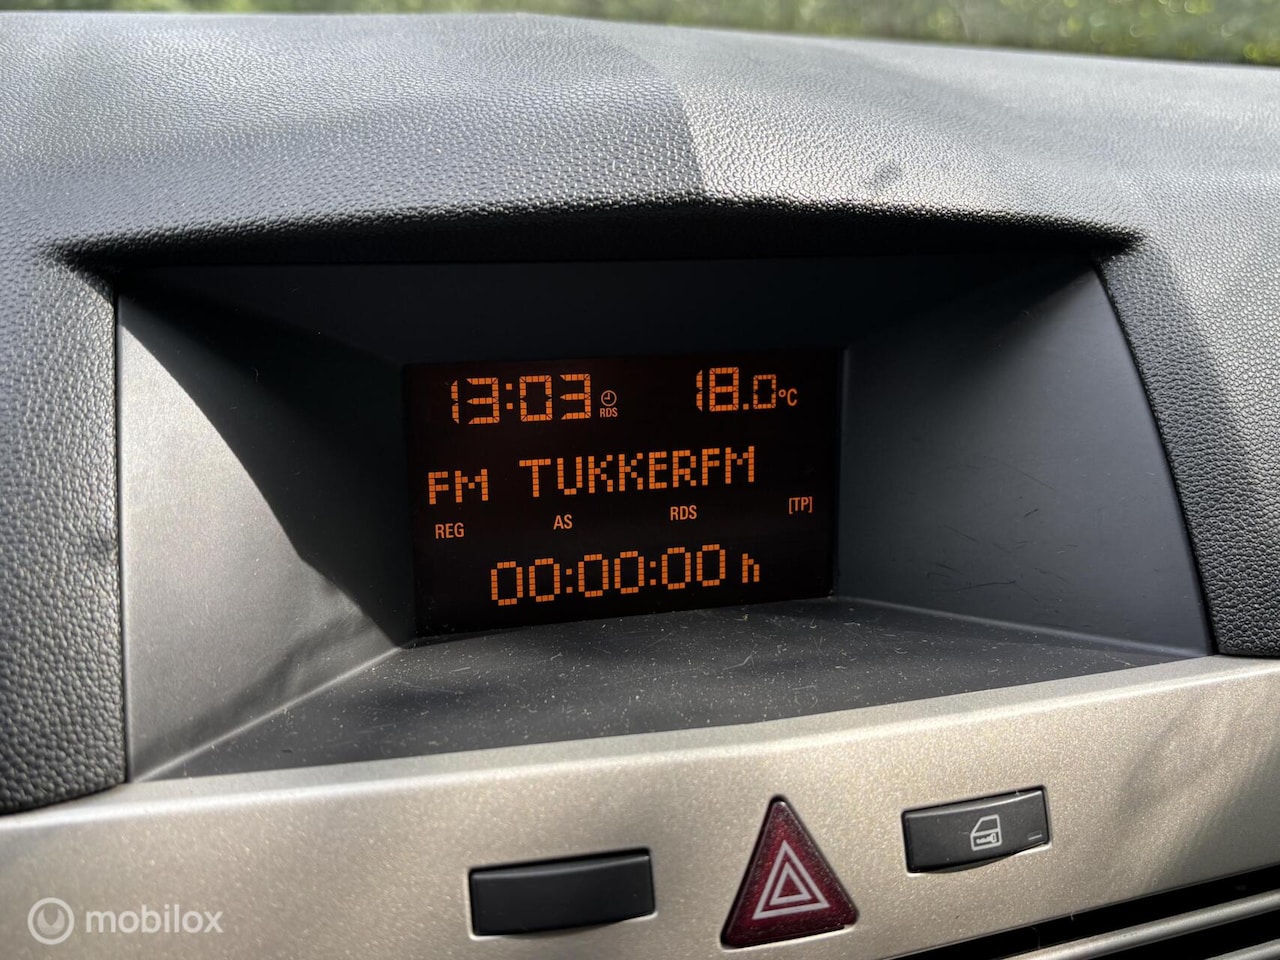 13:03 RDS 18.0°C
FM TUKKERFM
REG AS RDS [TP]
00:00:00 h
mobilox